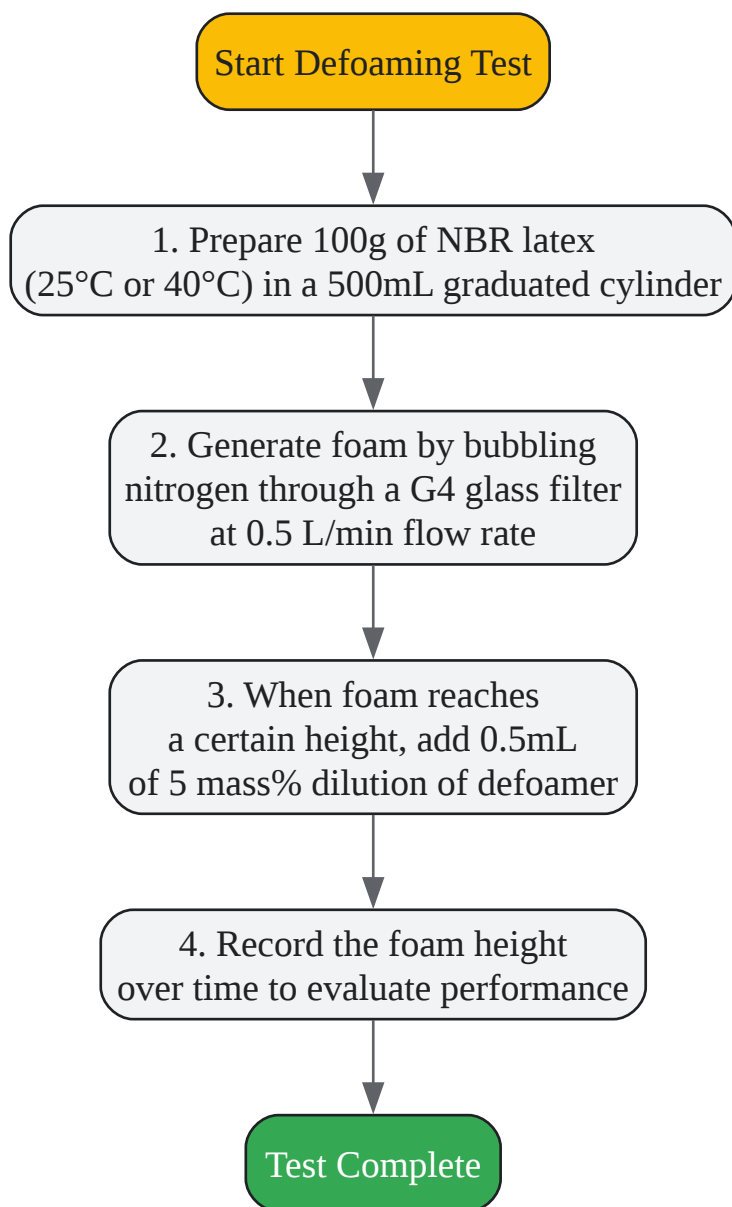 Start Defoaming Test
1. Prepare 100g of NBR latex
(25°C or 40°C) in a 500mL graduated cylinder
2. Generate foam by bubbling
nitrogen through a G4 glass filter
at 0.5 L/min flow rate
3. When foam reaches
a certain height, add 0.5mL
of 5 mass% dilution of defoamer
4. Record the foam height
over time to evaluate performance
Test Complete